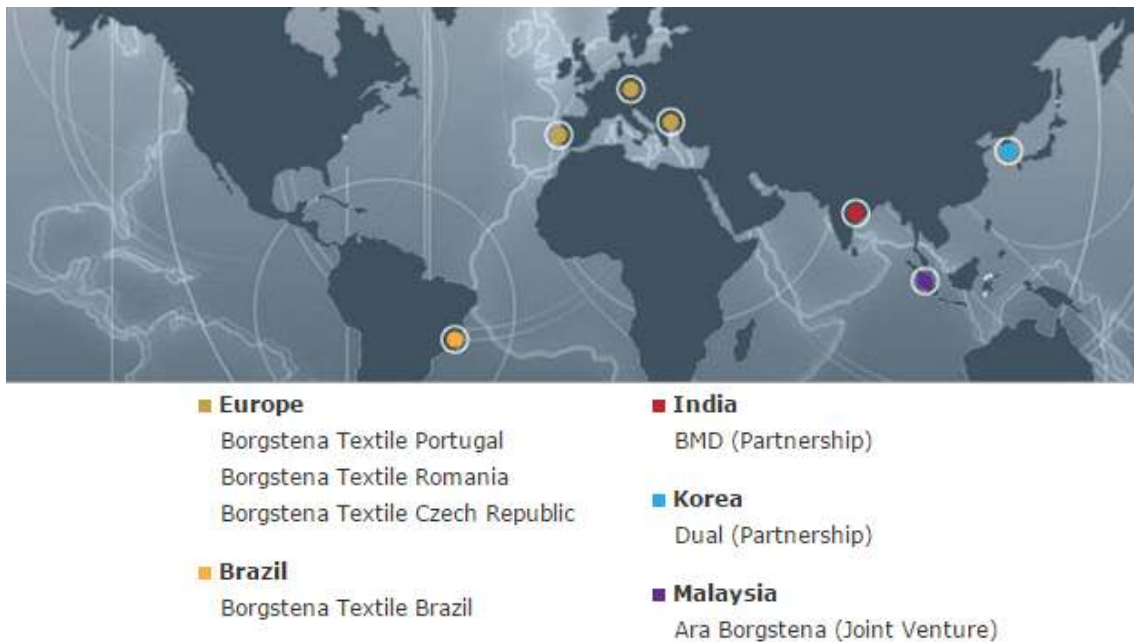 Europe
Borgstena Textile Portugal
Borgstena Textile Romania
Borgstena Textile Czech Republic
Brazil
Borgstena Textile Brazil
India
BMD (Partnership)
Korea
Dual (Partnership)
Malaysia
Ara Borgstena (Joint Venture)